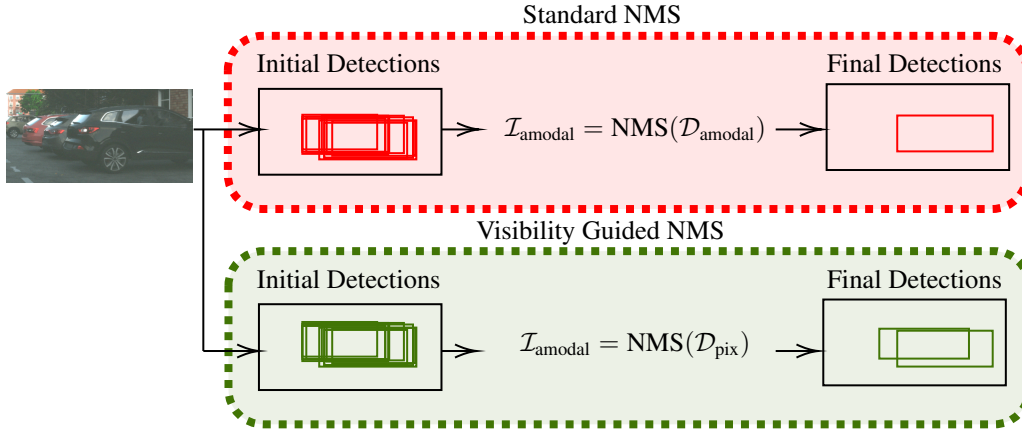 Standard NMS
Initial Detections
Final Detections
𝓘_amodal = NMS(𝓓_amodal)
Visibility Guided NMS
Initial Detections
Final Detections
𝓘_amodal = NMS(𝓓_pix)